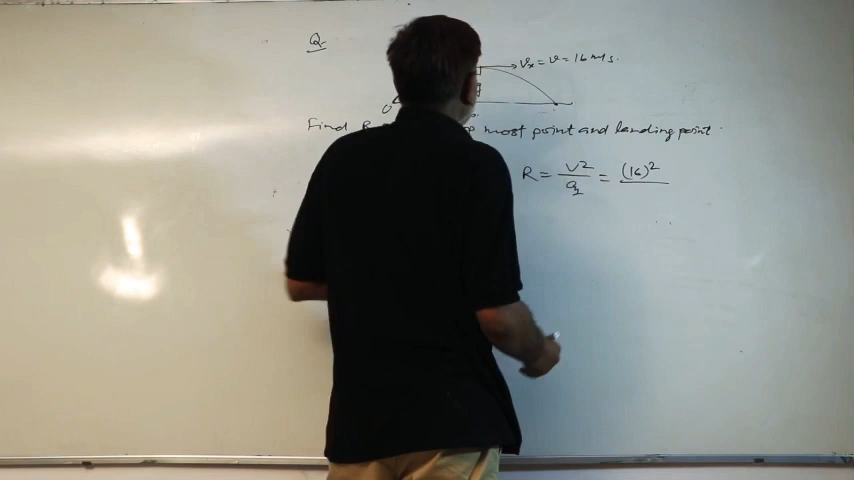 Q
→ Vx = v = 16 m/s.
O
Find R most point and landing point.
R = V² / a⊥ = (16)²